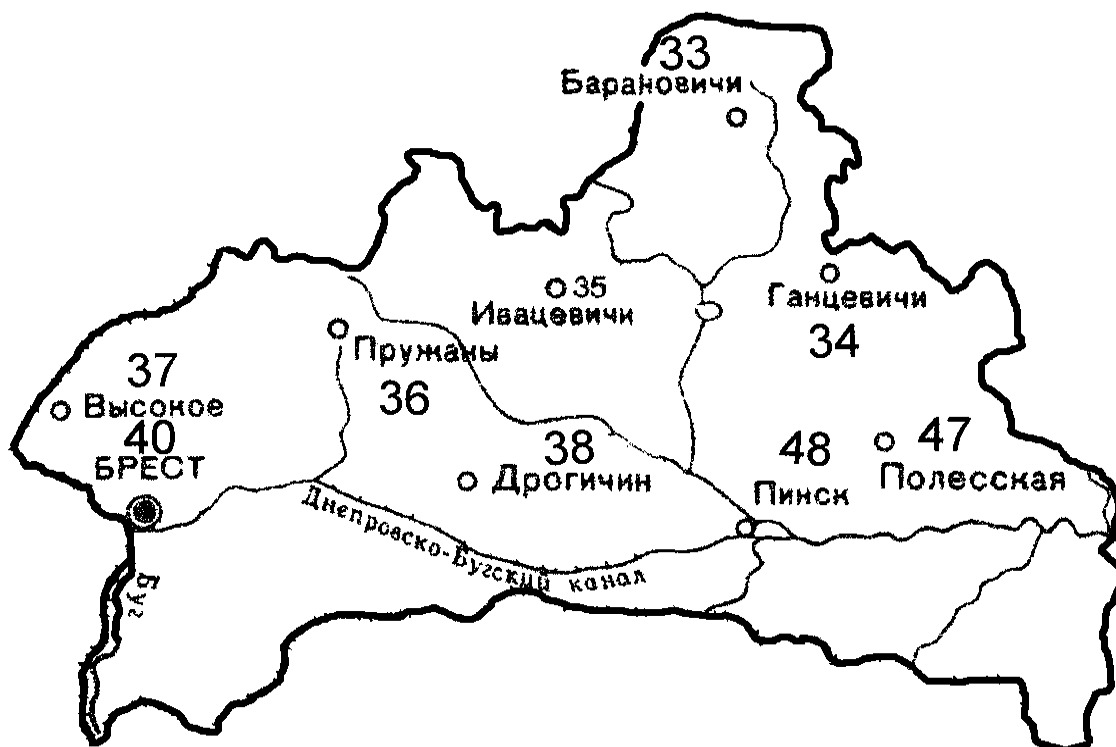 33
Барановичи
35
Ивацевичи
Ганцевичи
34
Пружаны
36
37
Высокое
40
БРЕСТ
38
Дрогичин
48
Пинск
47
Полесская
Днепровско-Бугский канал
Буг